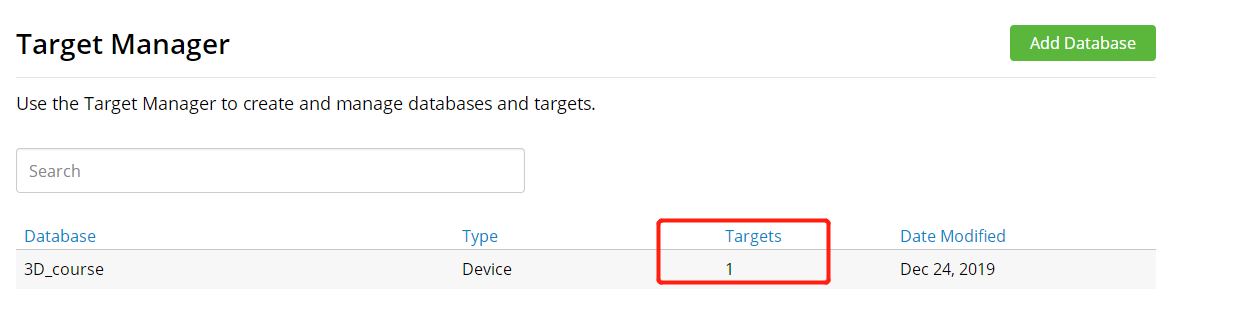 Target Manager
Add Database
Use the Target Manager to create and manage databases and targets.
Search
Database Type Targets Date Modified
3D_course Device 1 Dec 24, 2019